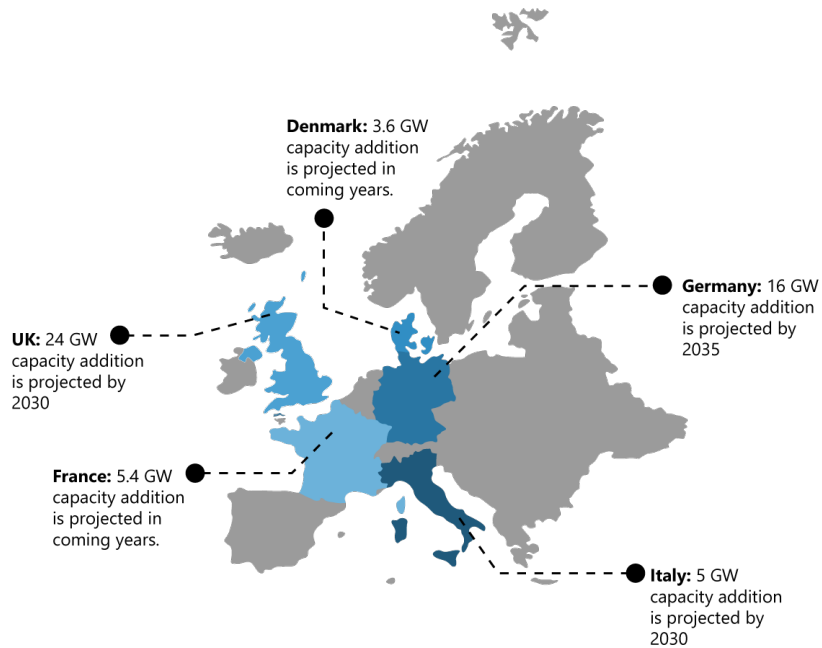 Denmark: 3.6 GW
capacity addition
is projected in
coming years.
Germany: 16 GW
capacity addition
is projected by
2035
UK: 24 GW
capacity addition
is projected by
2030
France: 5.4 GW
capacity addition
is projected in
coming years.
Italy: 5 GW
capacity addition
is projected by
2030